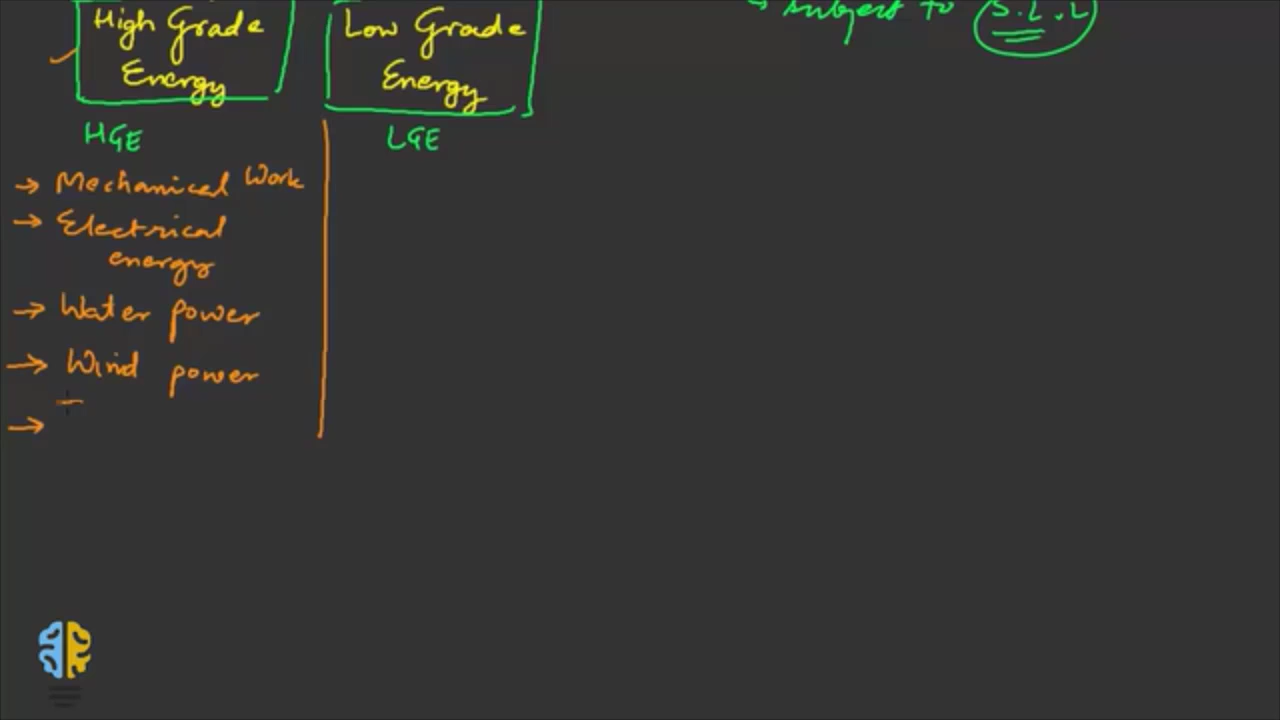 High Grade
Energy
HGE
Low Grade
Energy
LGE
→ subject to S.L.L
→ Mechanical Work
→ Electrical
energy
→ Water power
→ Wind power
→